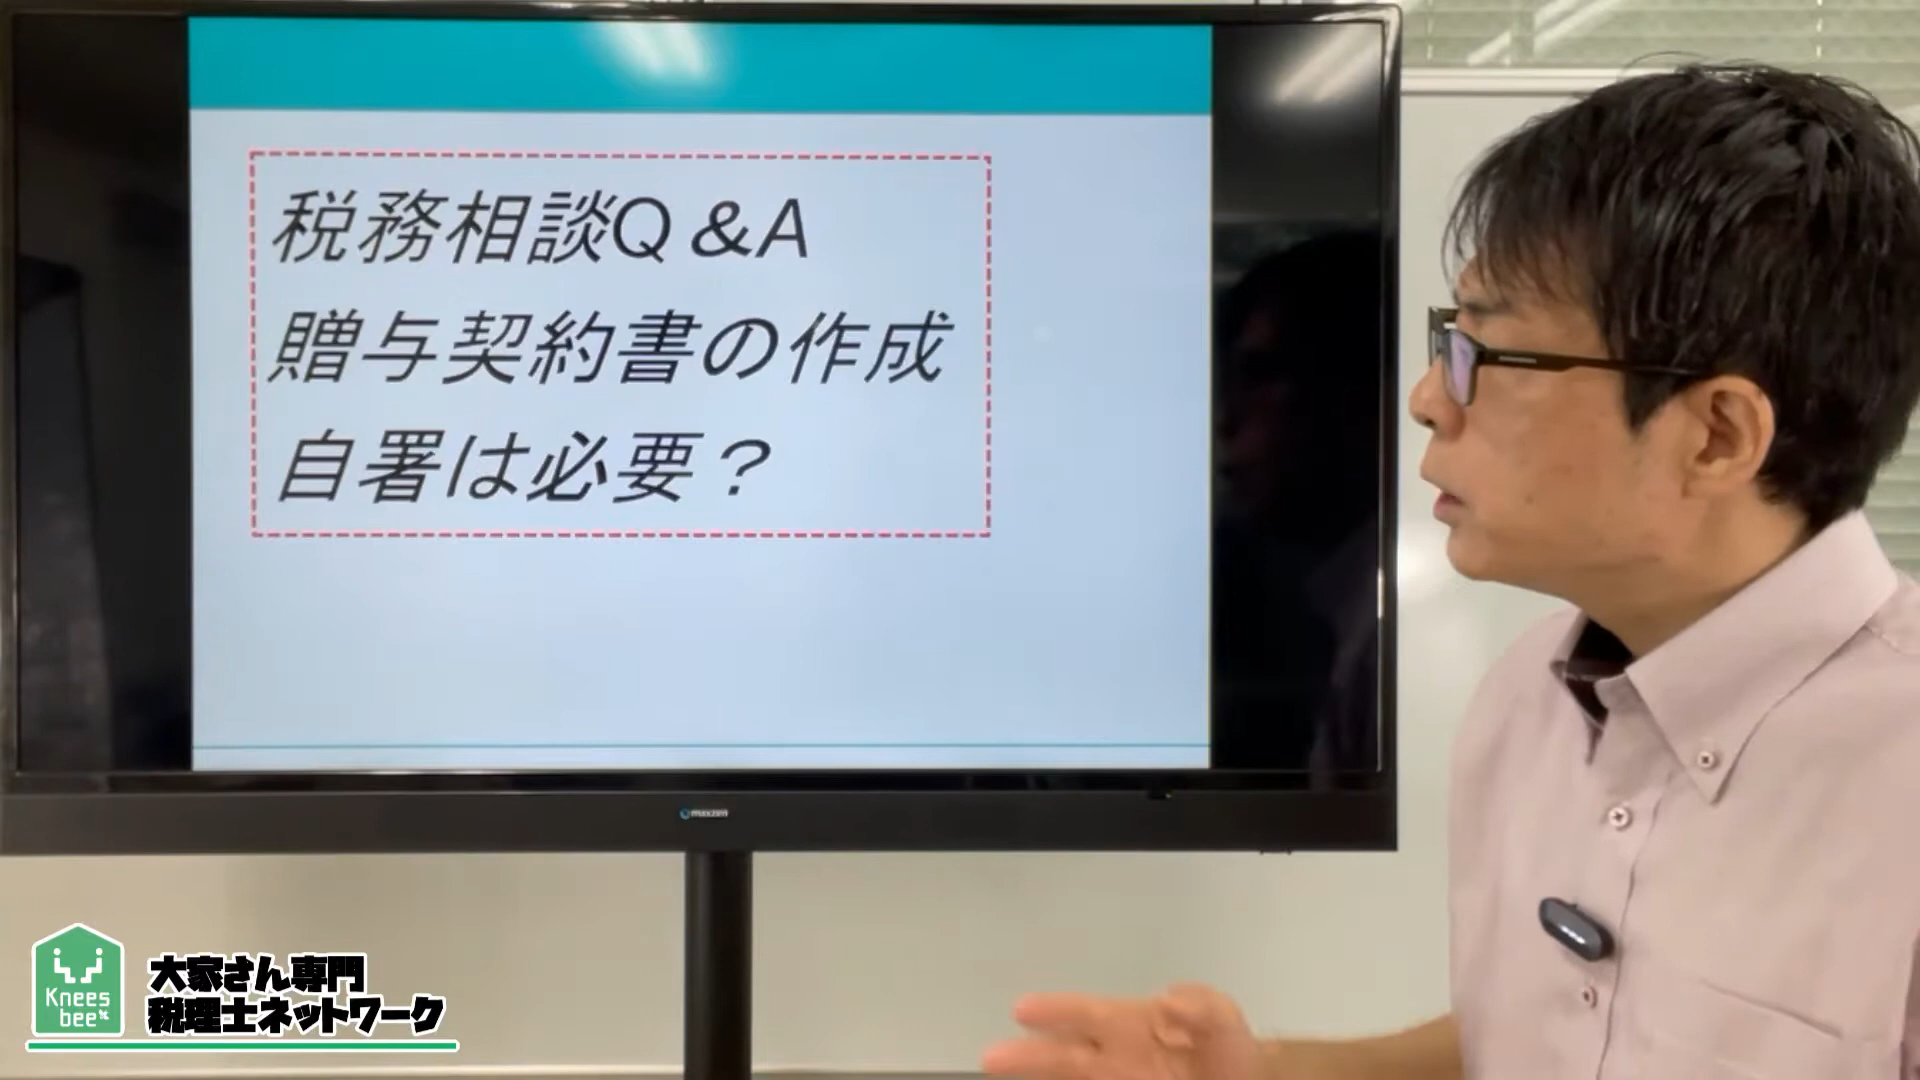 税務相談Q&A
贈与契約書の作成
自署は必要？
maxzen
Knees
bee
大家さん専門
税理士ネットワーク